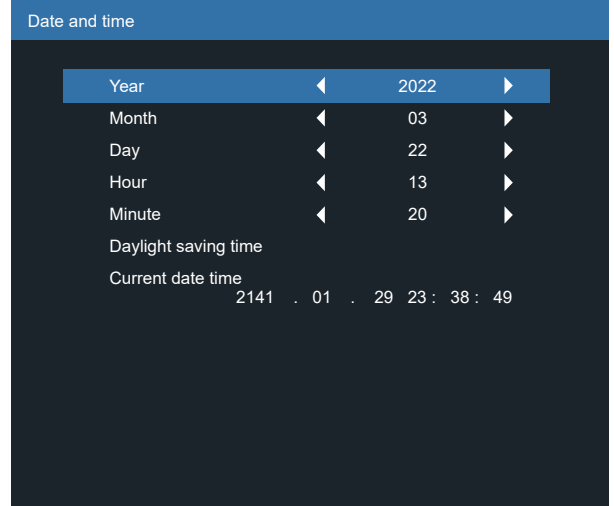 Date and time
Year 2022
Month 03
Day 22
Hour 13
Minute 20
Daylight saving time
Current date time
2141 . 01 . 29 23 : 38 : 49